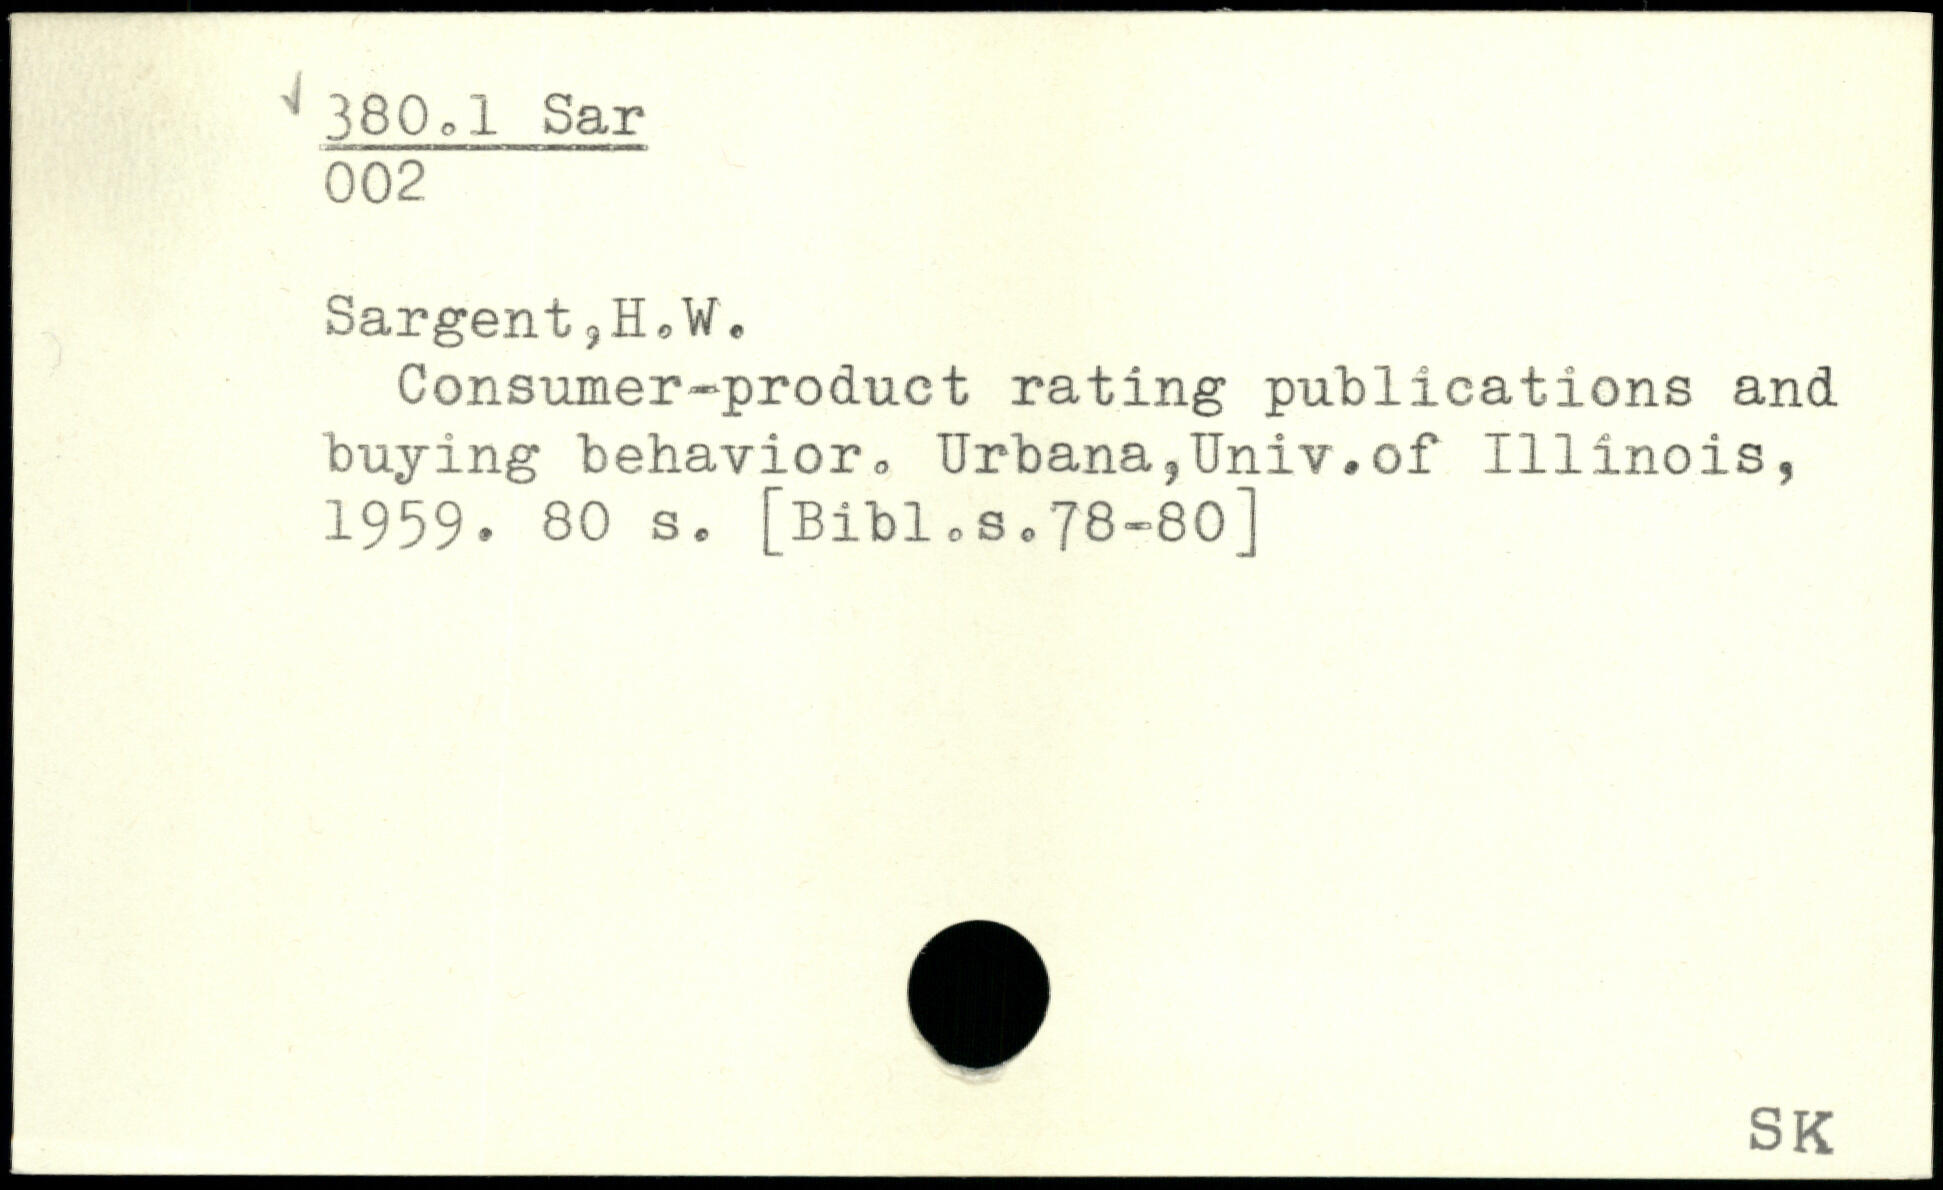 380.1 Sar
002
Sargent,H.W.
Consumer-product rating publications and
buying behavior. Urbana,Univ.of Illinois,
1959. 80 s. [Bibl.s.78-80]
SK